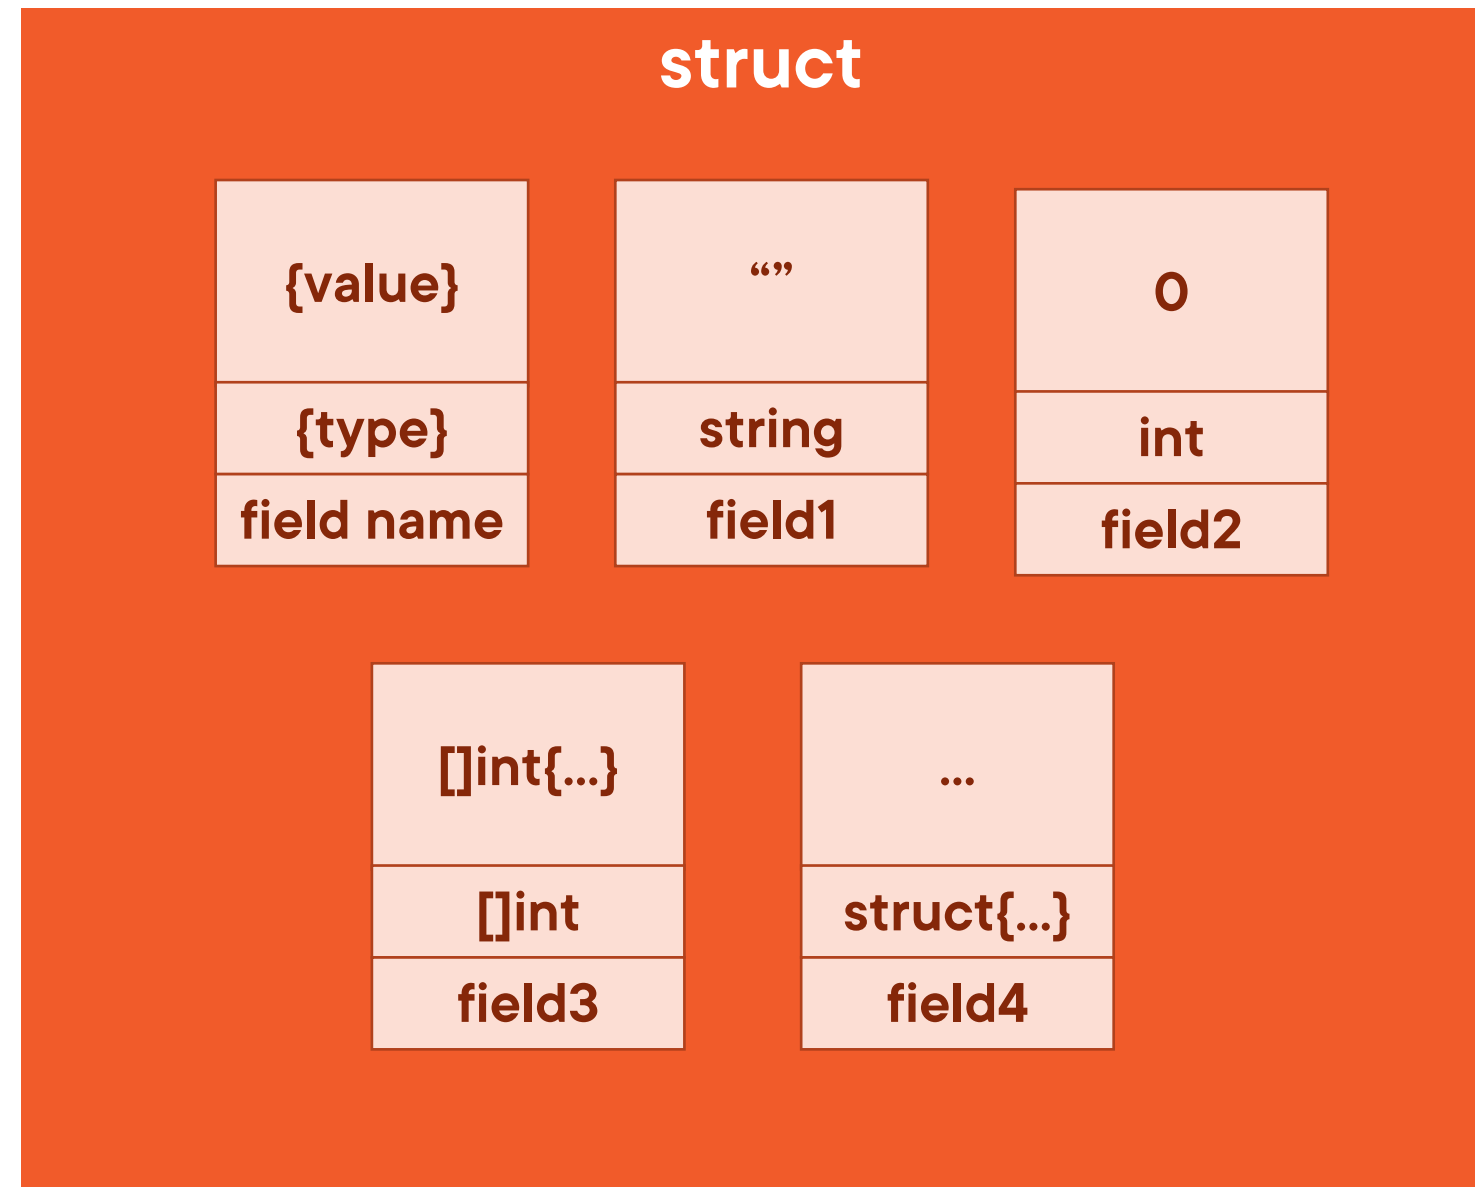 struct
{value}
{type}
field name
“”
string
field1
0
int
field2
[]int{...}
[]int
field3
...
struct{...}
field4